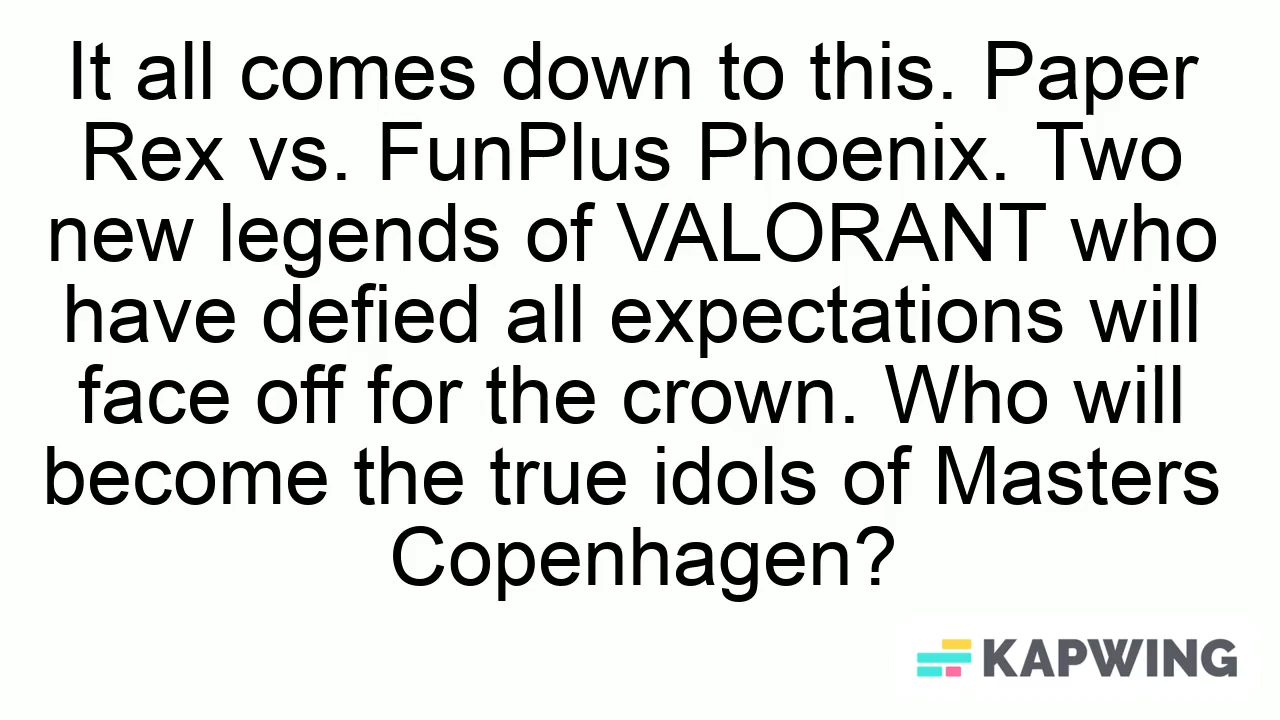 It all comes down to this. Paper
Rex vs. FunPlus Phoenix. Two
new legends of VALORANT who
have defied all expectations will
face off for the crown. Who will
become the true idols of Masters
Copenhagen?
KAPWING